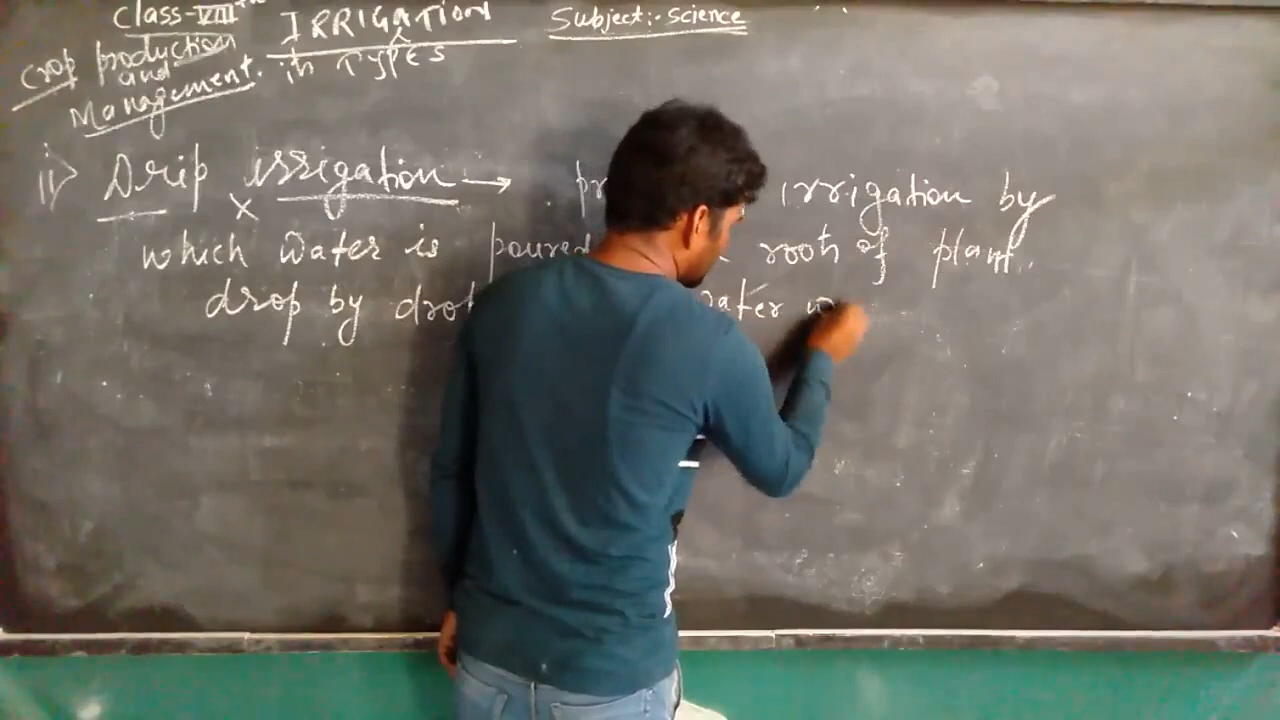 Class-VIIIth IRRIGATION Subject:- Science
Crop production in TYPES
and
Management.
ii> Drip irrigation → irrigation by
which water is poured root of plant.
drop by water